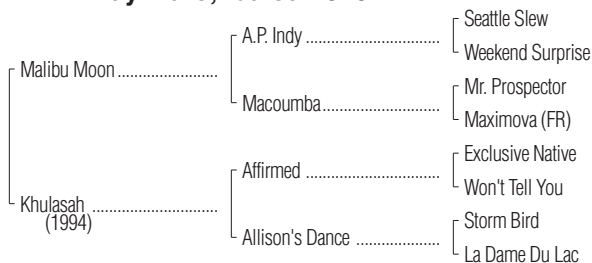 Seattle Slew
A.P. Indy
Weekend Surprise
Malibu Moon
Mr. Prospector
Macoumba
Maximova (FR)
Exclusive Native
Affirmed
Won't Tell You
Khulasah
(1994)
Storm Bird
Allison's Dance
La Dame Du Lac